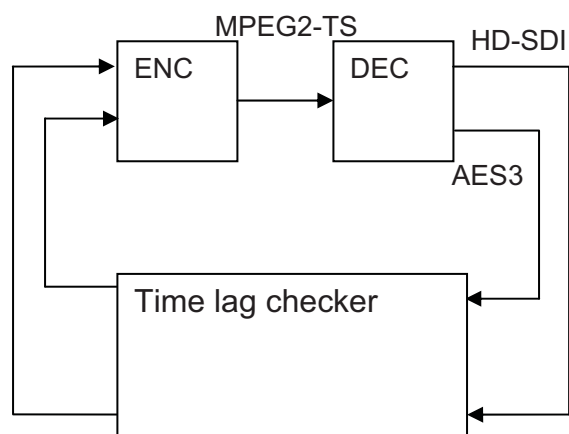 MPEG2-TS
HD-SDI
ENC
DEC
AES3
Time lag checker